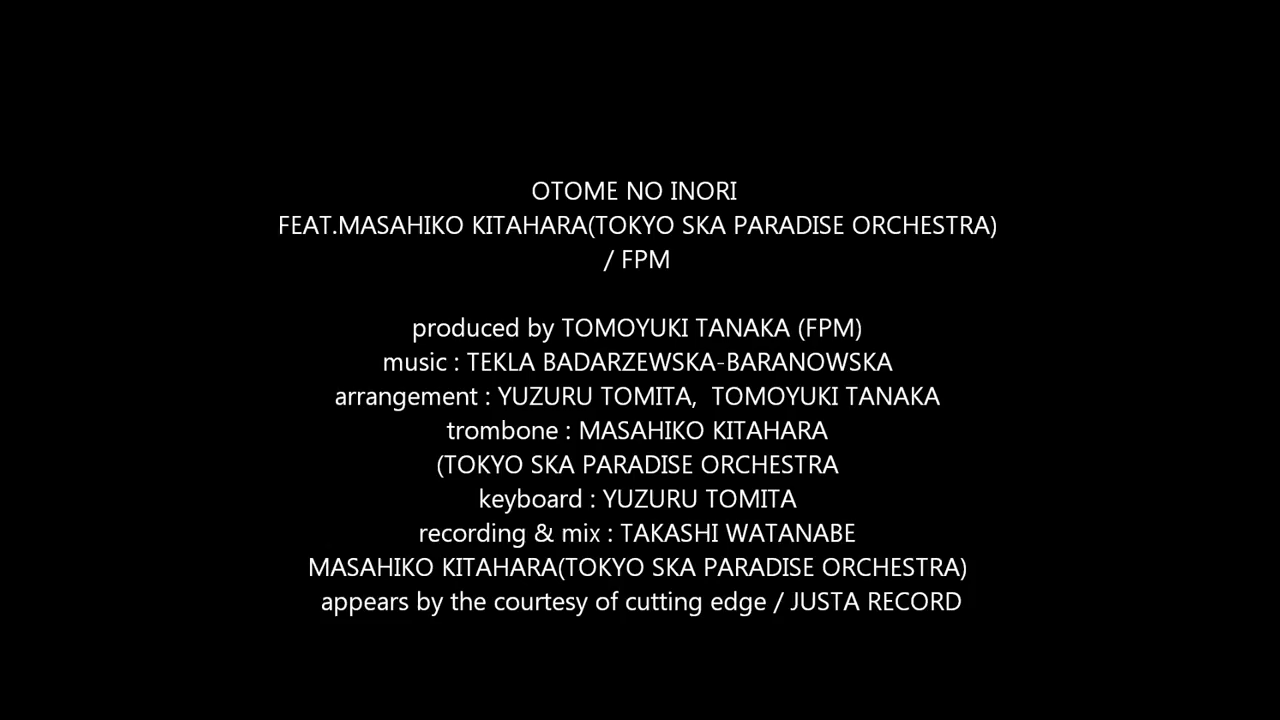 OTOME NO INORI
FEAT.MASAHIKO KITAHARA(TOKYO SKA PARADISE ORCHESTRA)
/ FPM
produced by TOMOYUKI TANAKA (FPM)
music : TEKLA BADARZEWSKA-BARANOWSKA
arrangement : YUZURU TOMITA,  TOMOYUKI TANAKA
trombone : MASAHIKO KITAHARA
(TOKYO SKA PARADISE ORCHESTRA
keyboard : YUZURU TOMITA
recording & mix : TAKASHI WATANABE
MASAHIKO KITAHARA(TOKYO SKA PARADISE ORCHESTRA)
appears by the courtesy of cutting edge / JUSTA RECORD